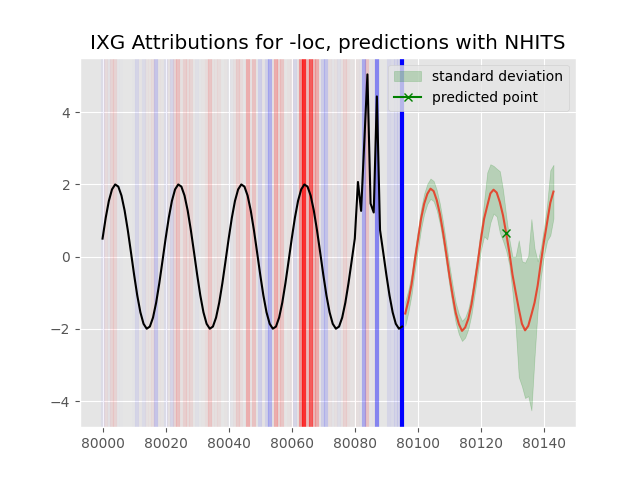 IXG Attributions for -loc, predictions with NHITS
standard deviation
predicted point
4
2
0
−2
−4
80000 80020 80040 80060 80080 80100 80120 80140